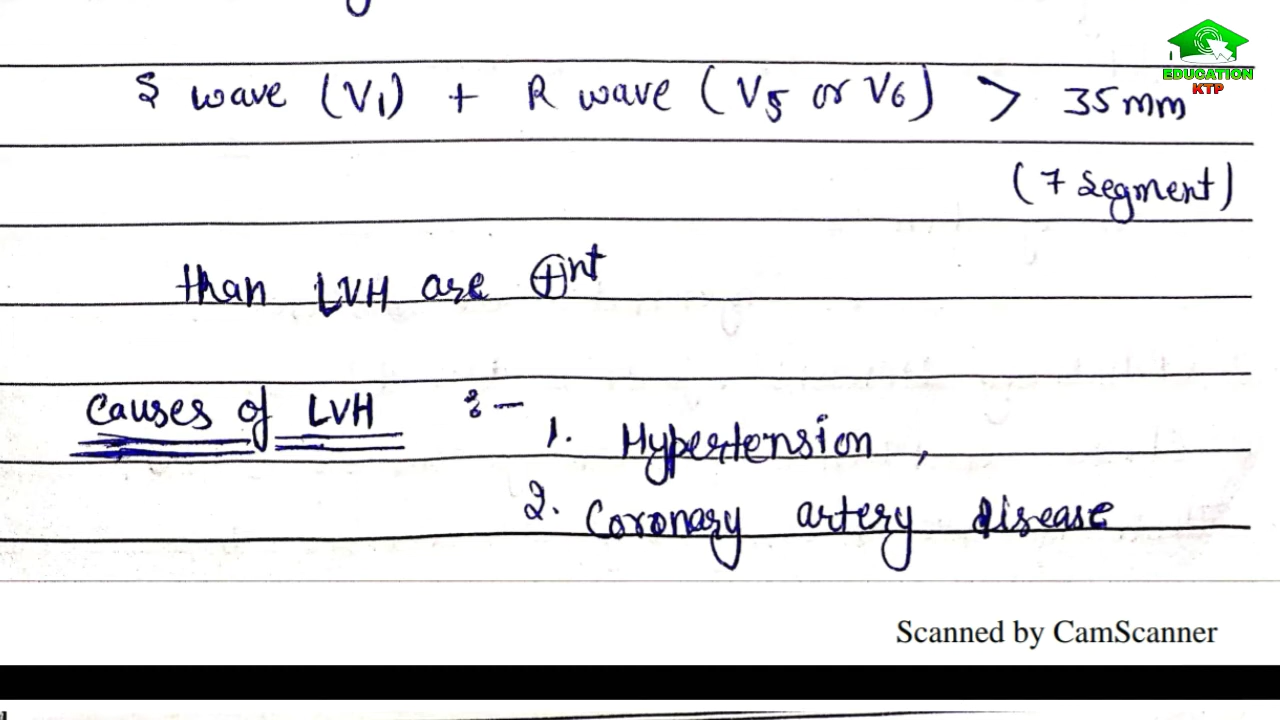 S wave (V1) + R wave (V5 or V6) > 35mm
(7 segment)
than LVH are ⊕nt
Causes of LVH :-
1. Hypertension,
2. Coronary artery disease
Scanned by CamScanner
EDUCATION
KTP